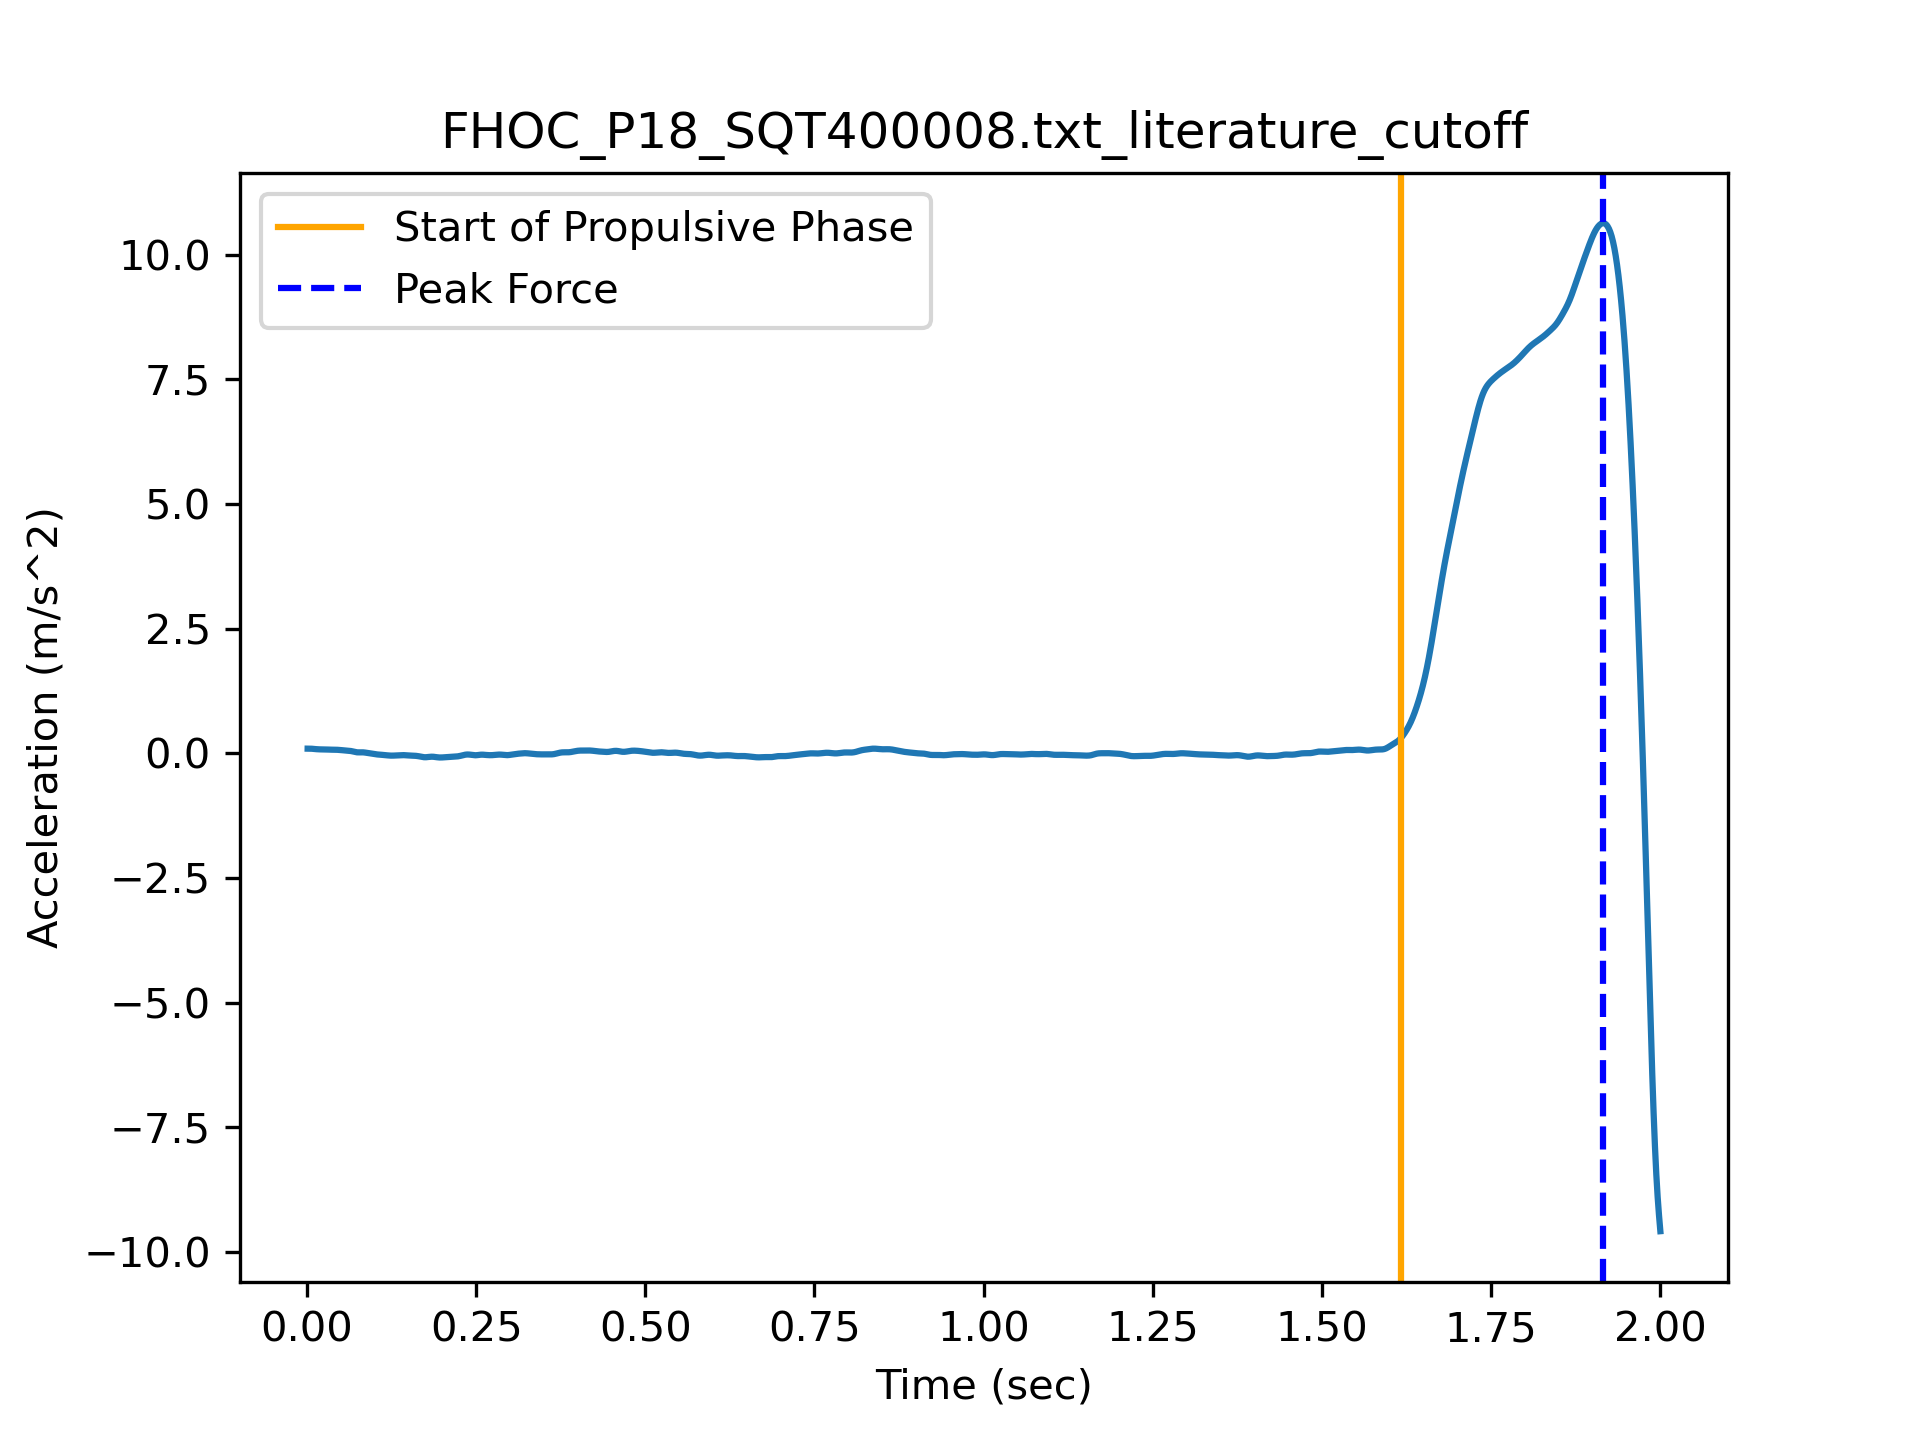 FHOC_P18_SQT400008.txt_literature_cutoff
Start of Propulsive Phase
Peak Force
10.0
7.5
5.0
2.5
0.0
−2.5
−5.0
−7.5
−10.0
Acceleration (m/s^2)
0.00 0.25 0.50 0.75 1.00 1.25 1.50 1.75 2.00
Time (sec)